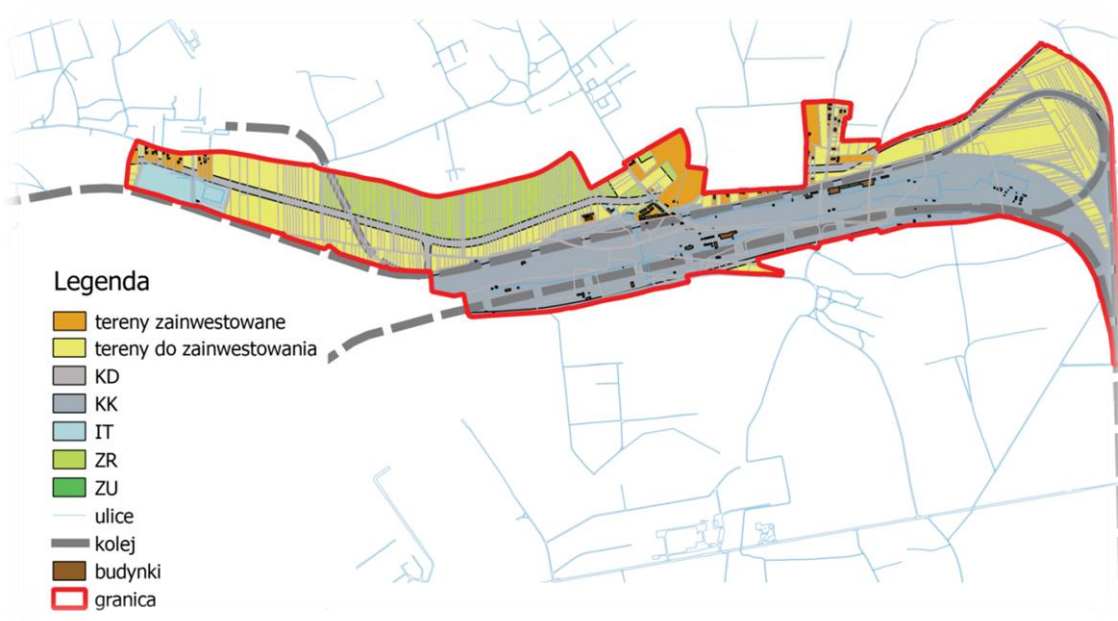 Legenda
tereny zainwestowane
tereny do zainwestowania
KD
KK
IT
ZR
ZU
ulice
kolej
budynki
granica